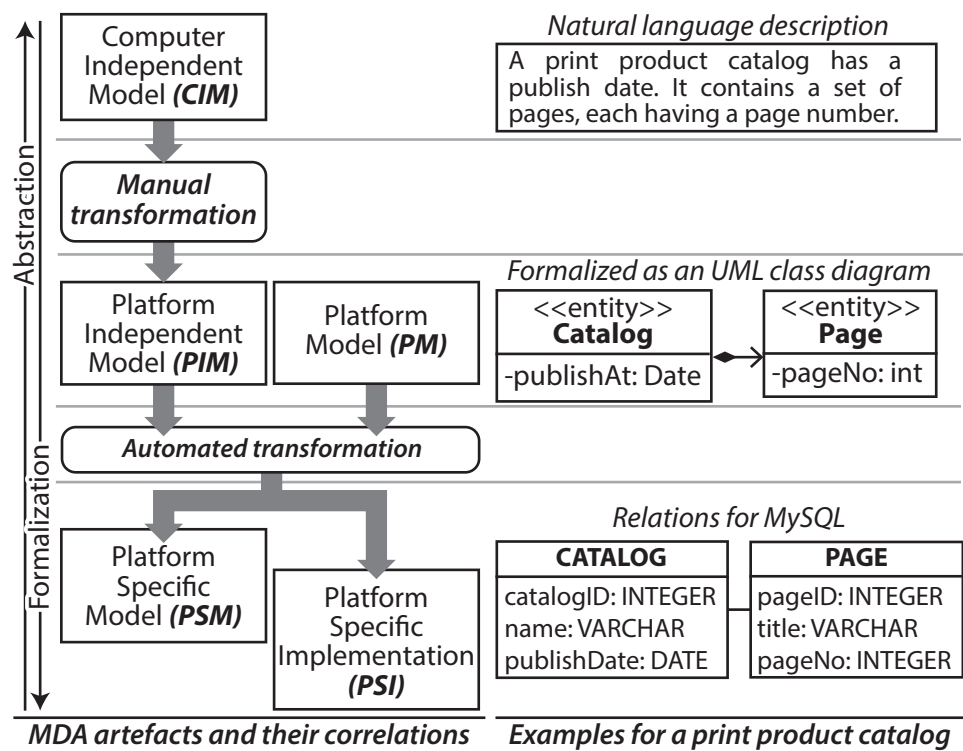 Abstraction
Formalization
Computer
Independent
Model (CIM)
Manual
transformation
Platform
Independent
Model (PIM)
Platform
Model (PM)
Automated transformation
Platform
Specific
Model (PSM)
Platform
Specific
Implementation
(PSI)
MDA artefacts and their correlations
Natural language description
A print product catalog has a
publish date. It contains a set of
pages, each having a page number.
Formalized as an UML class diagram
<<entity>>
Catalog
-publishAt: Date
<<entity>>
Page
-pageNo: int
Relations for MySQL
CATALOG
catalogID: INTEGER
name: VARCHAR
publishDate: DATE
PAGE
pageID: INTEGER
title: VARCHAR
pageNo: INTEGER
Examples for a print product catalog